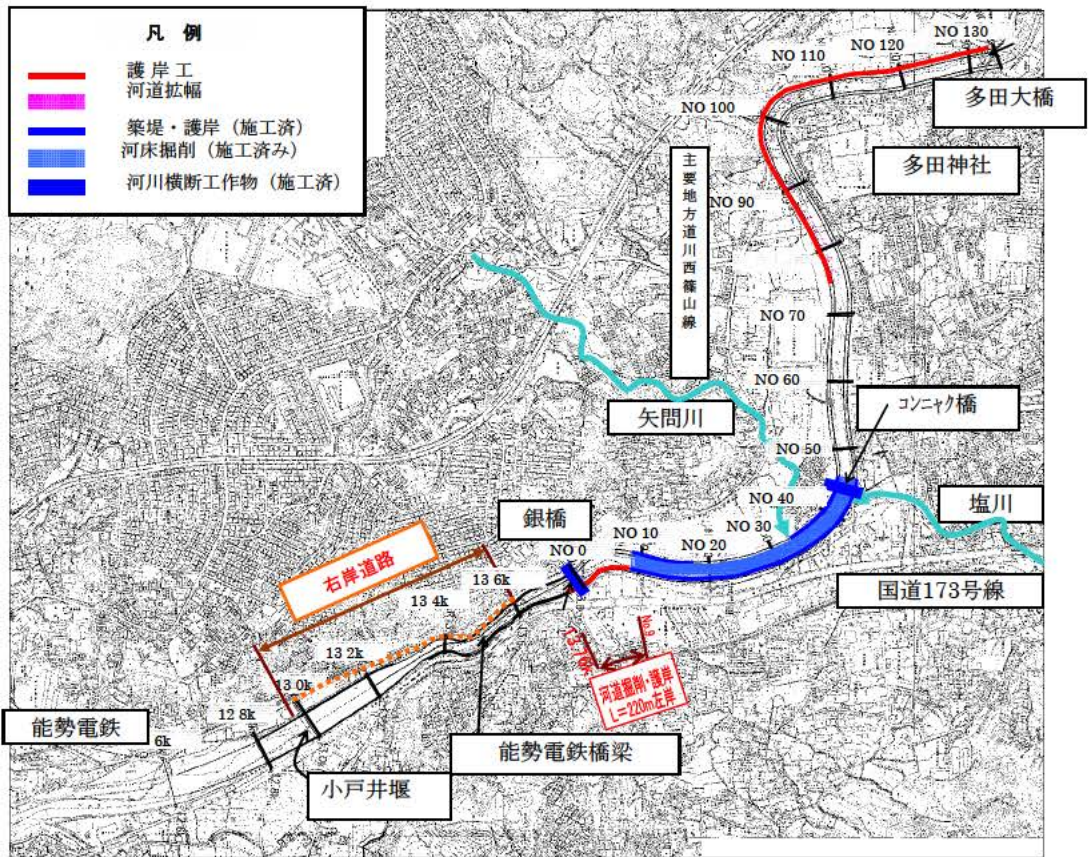 凡 例
護 岸 工
河道拡幅
築堤・護岸 (施工済)
河床掘削 (施工済み)
河川横断工作物 (施工済)
NO 130
NO 120
NO 110
NO 100
多田大橋
多田神社
主要地方道川西篠山線
NO 90
NO 70
NO 60
コンニャク橋
矢問川
NO 50
NO 40
塩川
銀橋
NO 30
NO 10
NO 0
NO 20
右岸道路
国道173号線
13 6k
13 4k
No.9
13.76k
河道掘削・護岸
L=220m左岸
13 2k
13 0k
12 8k
能勢電鉄
6k
能勢電鉄橋梁
小戸井堰